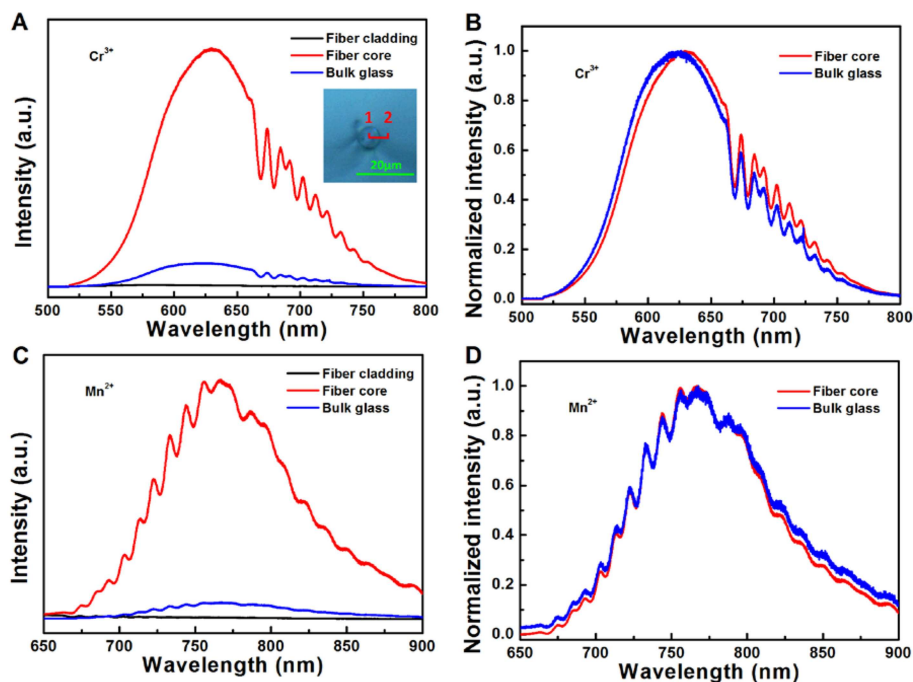 A
Cr3+
Fiber cladding
Fiber core
Bulk glass
1 2
20μm
Intensity (a.u.)
500 550 600 650 700 750 800
Wavelength (nm)
B
Cr3+
Fiber core
Bulk glass
Normalized intensity (a.u.)
1.0
0.8
0.6
0.4
0.2
0.0
500 550 600 650 700 750 800
Wavelength (nm)
C
Mn2+
Fiber cladding
Fiber core
Bulk glass
Intensity (a.u.)
650 700 750 800 850 900
Wavelength (nm)
D
Mn2+
Fiber core
Bulk glass
Normalized intensity (a.u.)
1.0
0.8
0.6
0.4
0.2
0.0
650 700 750 800 850 900
Wavelength (nm)